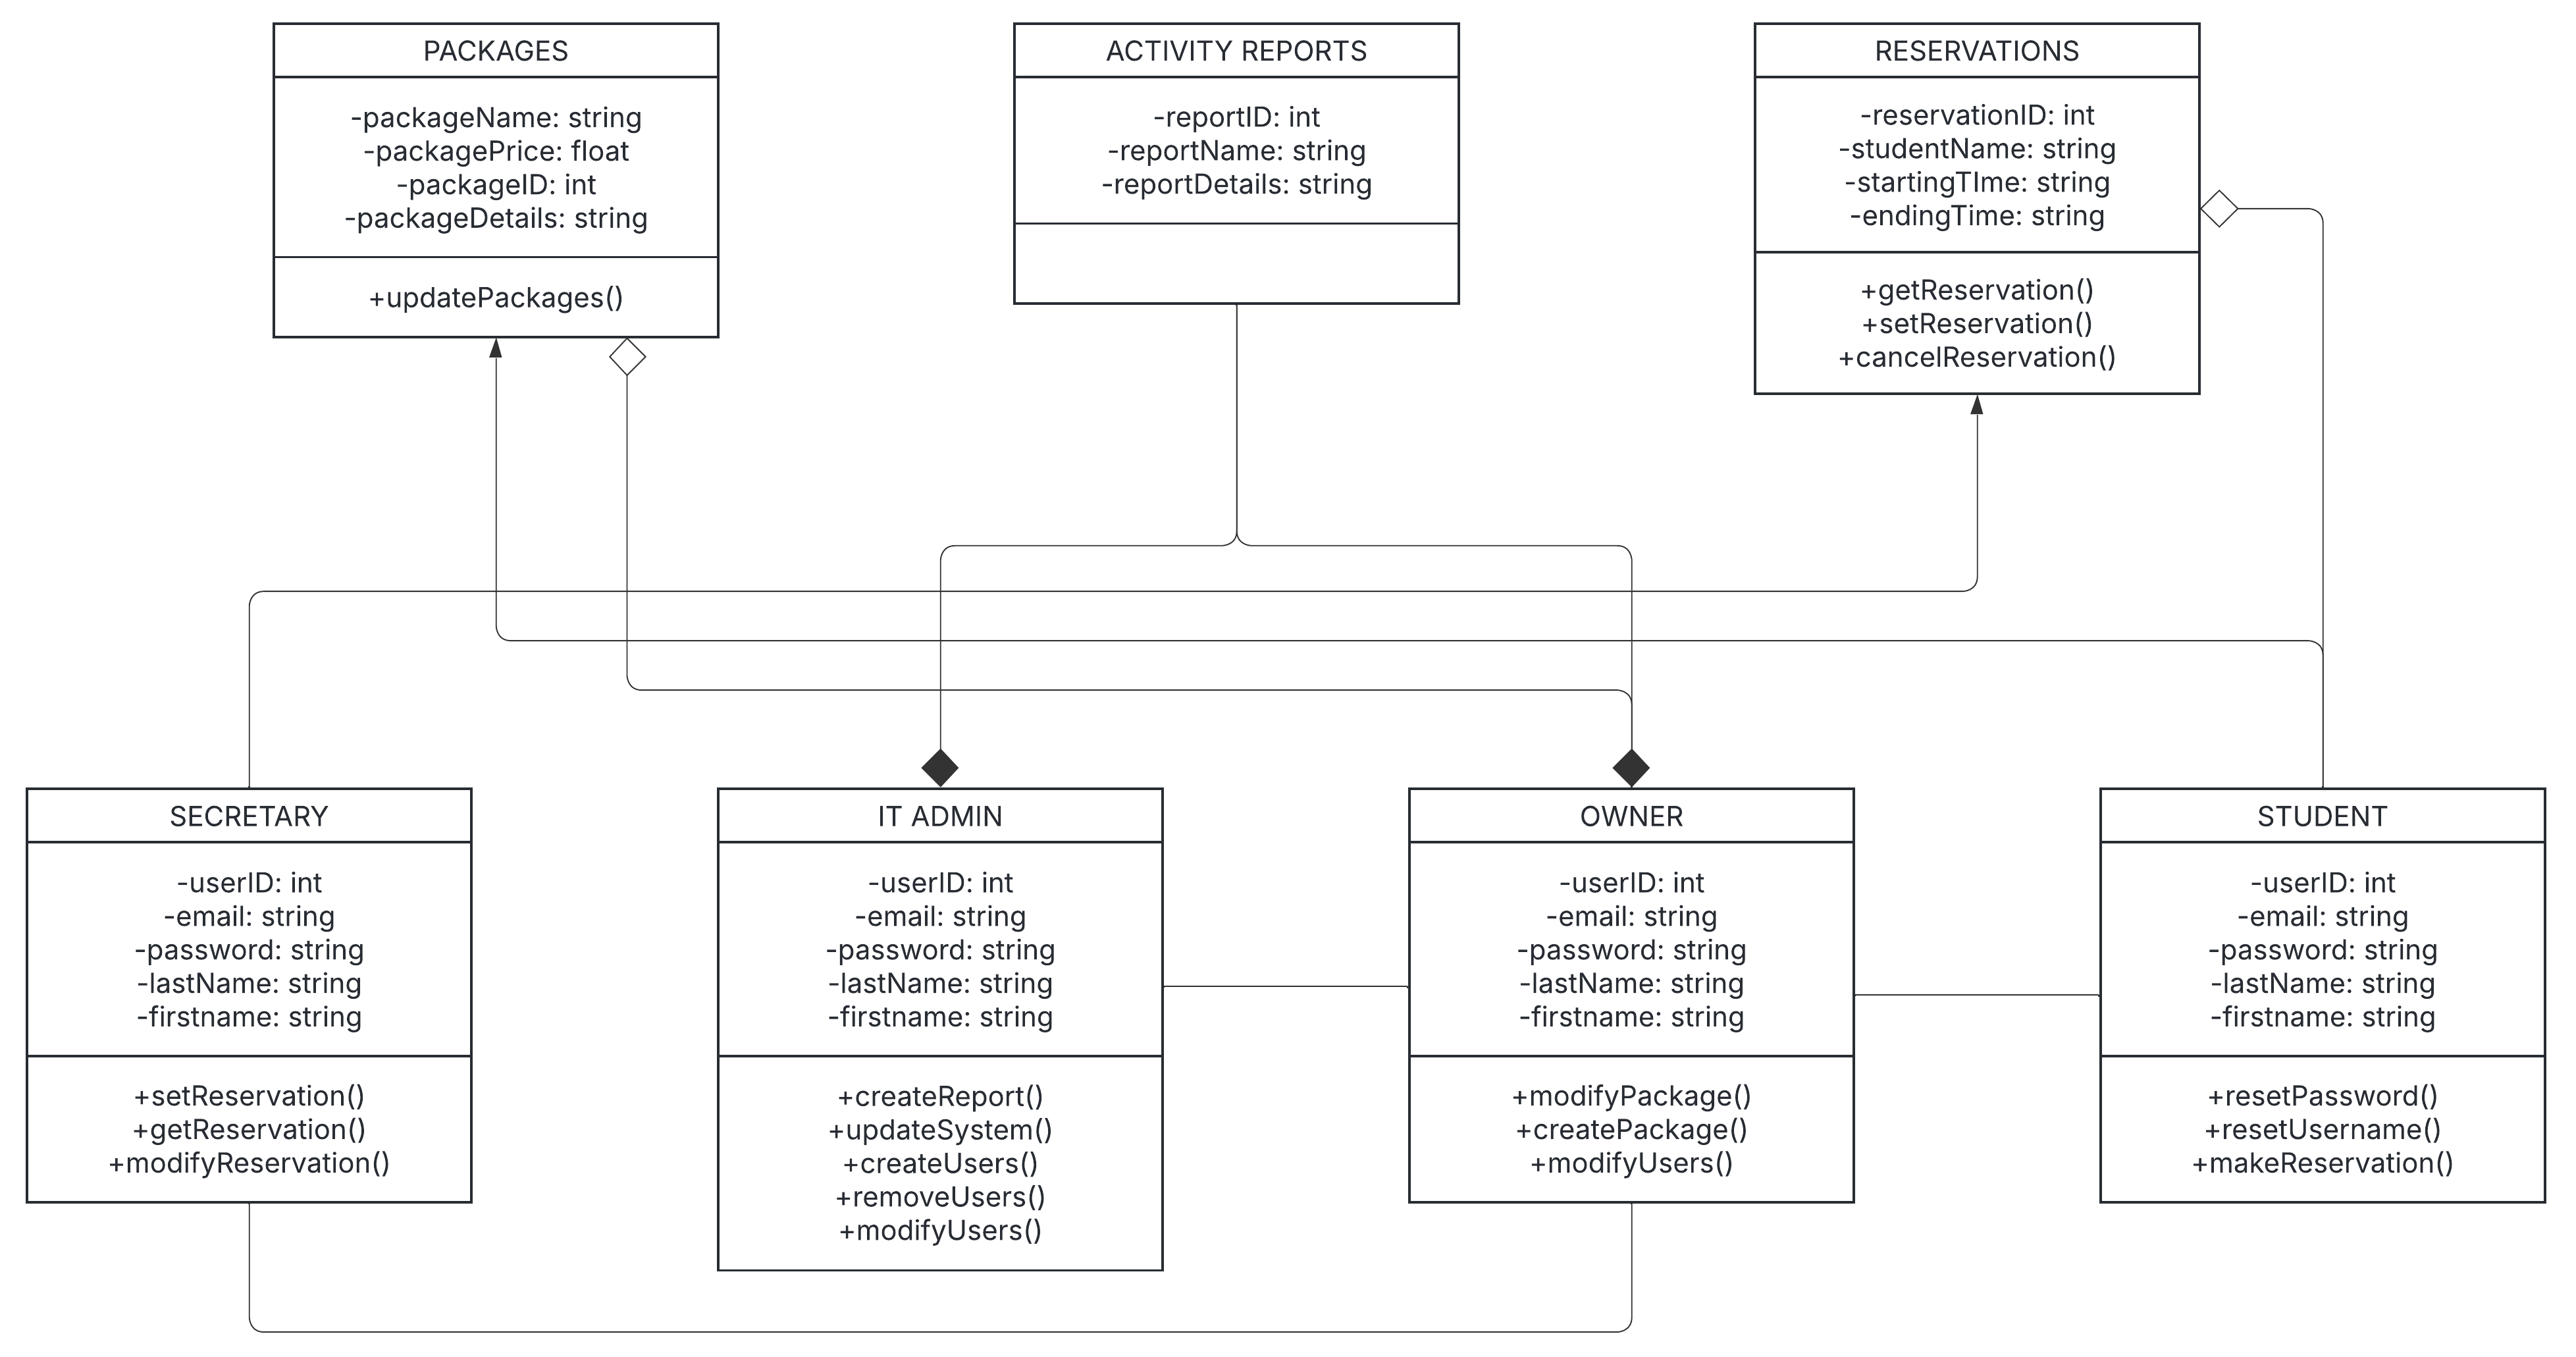 PACKAGES
-packageName: string
-packagePrice: float
-packageID: int
-packageDetails: string
+updatePackages()
ACTIVITY REPORTS
-reportID: int
-reportName: string
-reportDetails: string
RESERVATIONS
-reservationID: int
-studentName: string
-startingTIme: string
-endingTime: string
+getReservation()
+setReservation()
+cancelReservation()
SECRETARY
-userID: int
-email: string
-password: string
-lastName: string
-firstname: string
+setReservation()
+getReservation()
+modifyReservation()
IT ADMIN
-userID: int
-email: string
-password: string
-lastName: string
-firstname: string
+createReport()
+updateSystem()
+createUsers()
+removeUsers()
+modifyUsers()
OWNER
-userID: int
-email: string
-password: string
-lastName: string
-firstname: string
+modifyPackage()
+createPackage()
+modifyUsers()
STUDENT
-userID: int
-email: string
-password: string
-lastName: string
-firstname: string
+resetPassword()
+resetUsername()
+makeReservation()